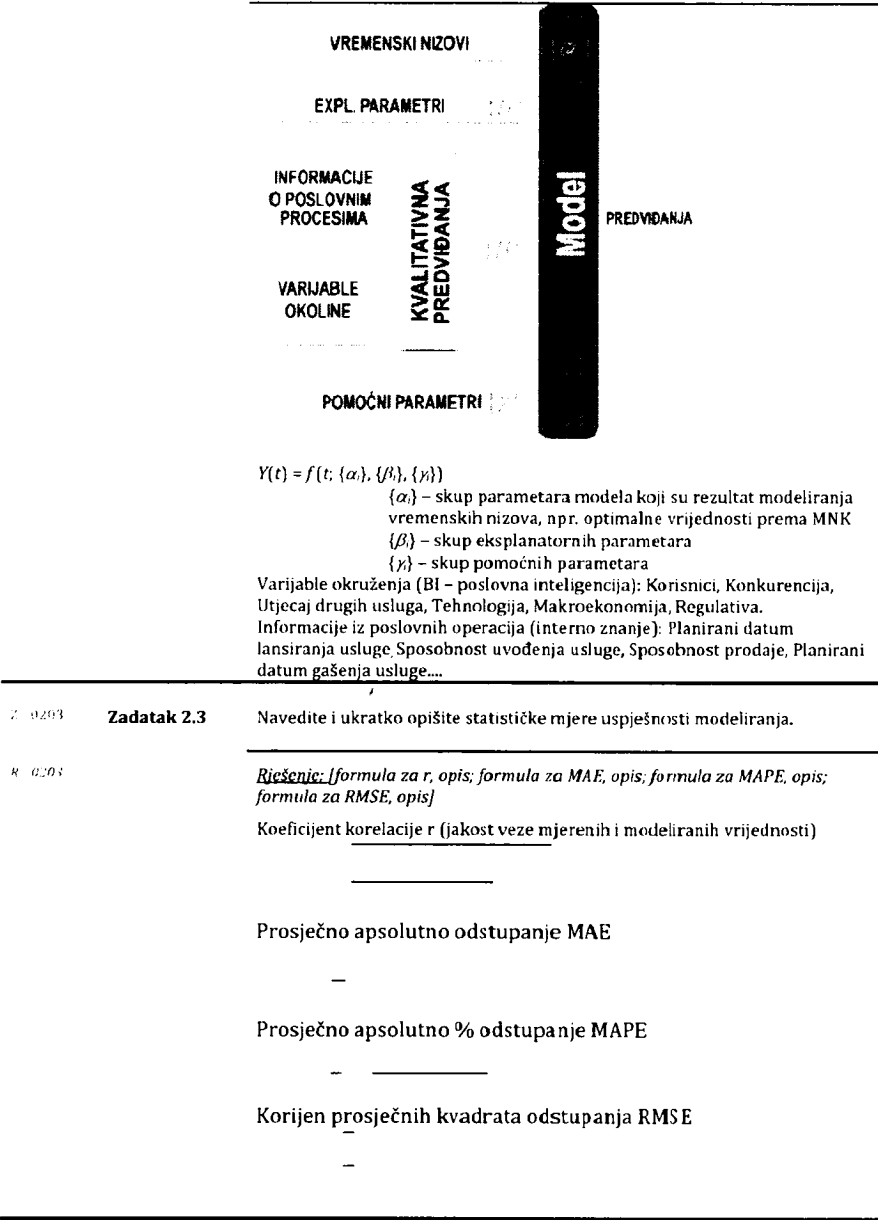 VREMENSKI NIZOVI
EXPL. PARAMETRI
INFORMACIJE
O POSLOVNIM
PROCESIMA
KVALITATIVNA
PREDVIĐANJA
VARIJABLE
OKOLINE
POMOĆNI PARAMETRI
Model
PREDVIĐANJA
Y(t) = f(t; {αᵢ}, {βᵢ}, {γᵢ})
{αᵢ} – skup parametara modela koji su rezultat modeliranja
vremenskih nizova, npr. optimalne vrijednosti prema MNK
{βᵢ} – skup eksplanatornih parametara
{γᵢ} – skup pomoćnih parametara
Varijable okruženja (BI – poslovna inteligencija): Korisnici, Konkurencija,
Utjecaj drugih usluga, Tehnologija, Makroekonomija, Regulativa.
Informacije iz poslovnih operacija (interno znanje): Planirani datum
lansiranja usluge, Sposobnost uvođenja usluge, Sposobnost prodaje, Planirani
datum gašenja usluge....
Z 0203 Zadatak 2.3 Navedite i ukratko opišite statističke mjere uspješnosti modeliranja.
R 0203 Rješenje: [formula za r, opis; formula za MAE, opis; formula za MAPE, opis;
formula za RMSE, opis]
Koeficijent korelacije r (jakost veze mjerenih i modeliranih vrijednosti)
Prosječno apsolutno odstupanje MAE
Prosječno apsolutno % odstupanje MAPE
Korijen prosječnih kvadrata odstupanja RMSE